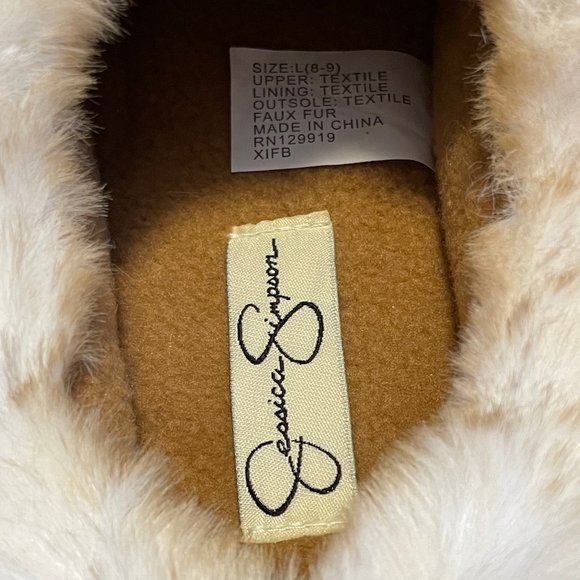 SIZE:L(8-9)
UPPER: TEXTILE
LINING: TEXTILE
OUTSOLE: TEXTILE
FAUX FUR
MADE IN CHINA
RN129919
XIFB
Jessica Simpson